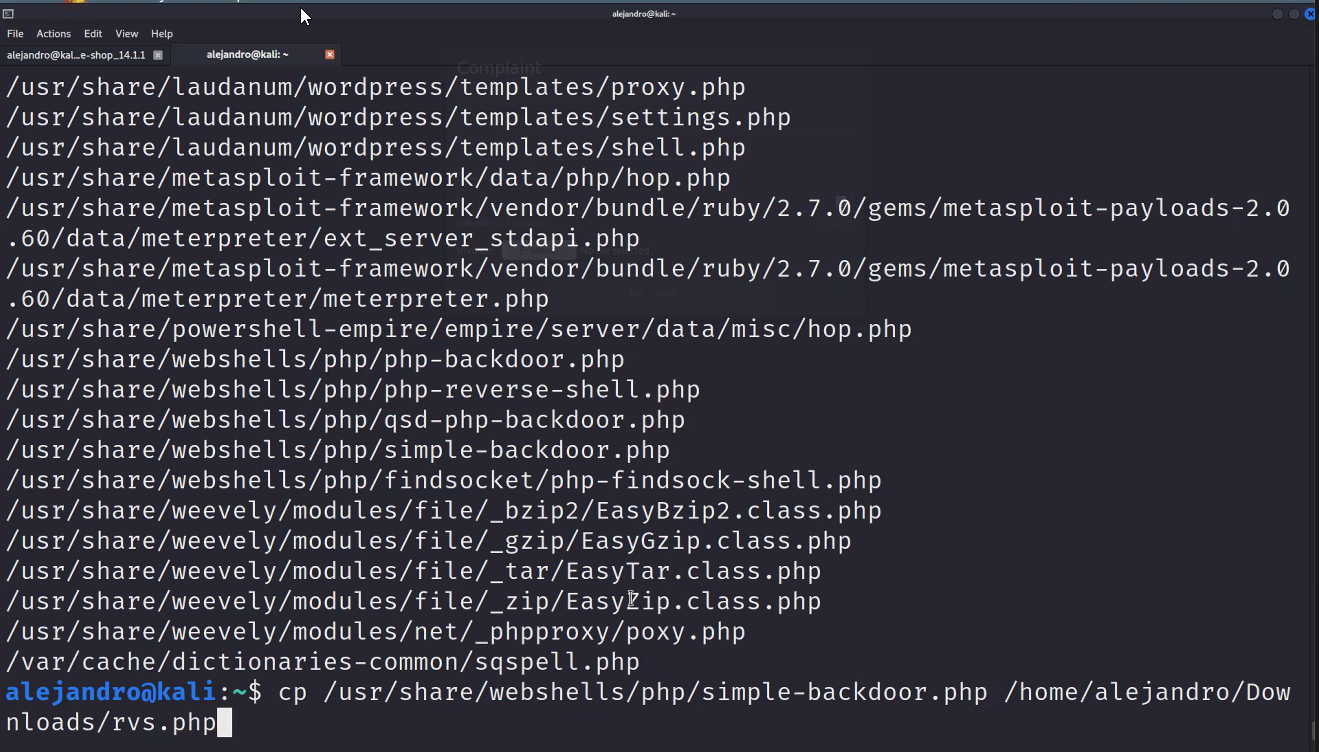 alejandro@kali: ~
File Actions Edit View Help
alejandro@kal...e-shop_14.1.1 alejandro@kali: ~
Complaint
/usr/share/laudanum/wordpress/templates/proxy.php
/usr/share/laudanum/wordpress/templates/settings.php
/usr/share/laudanum/wordpress/templates/shell.php
/usr/share/metasploit-framework/data/php/hop.php
/usr/share/metasploit-framework/vendor/bundle/ruby/2.7.0/gems/metasploit-payloads-2.0
.60/data/meterpreter/ext_server_stdapi.php
/usr/share/metasploit-framework/vendor/bundle/ruby/2.7.0/gems/metasploit-payloads-2.0
.60/data/meterpreter/meterpreter.php
/usr/share/powershell-empire/empire/server/data/misc/hop.php
/usr/share/webshells/php/php-backdoor.php
/usr/share/webshells/php/php-reverse-shell.php
/usr/share/webshells/php/qsd-php-backdoor.php
/usr/share/webshells/php/simple-backdoor.php
/usr/share/webshells/php/findsocket/php-findsock-shell.php
/usr/share/weevely/modules/file/_bzip2/EasyBzip2.class.php
/usr/share/weevely/modules/file/_gzip/EasyGzip.class.php
/usr/share/weevely/modules/file/_tar/EasyTar.class.php
/usr/share/weevely/modules/file/_zip/EasyZip.class.php
/usr/share/weevely/modules/net/_phpproxy/poxy.php
/var/cache/dictionaries-common/sqspell.php
alejandro@kali:~$ cp /usr/share/webshells/php/simple-backdoor.php /home/alejandro/Dow
nloads/rvs.php